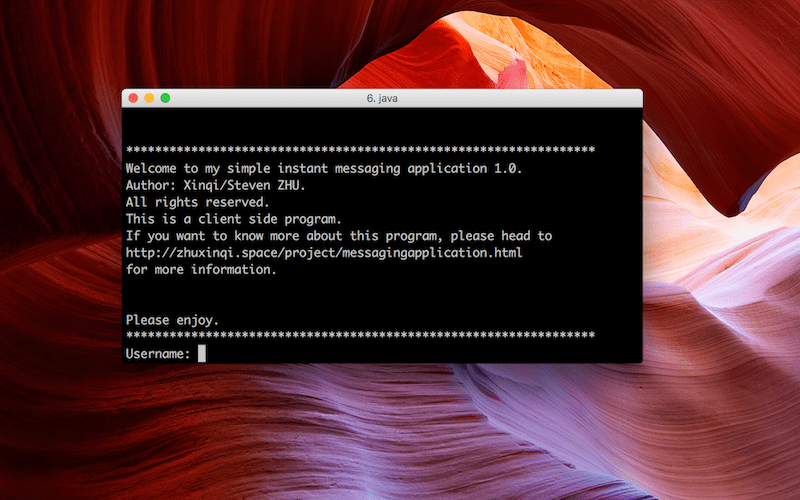 6. java
*****************************************************************
Welcome to my simple instant messaging application 1.0.
Author: Xinqi/Steven ZHU.
All rights reserved.
This is a client side program.
If you want to know more about this program, please head to
http://zhuxinqi.space/project/messagingapplication.html
for more information.
Please enjoy.
*****************************************************************
Username: